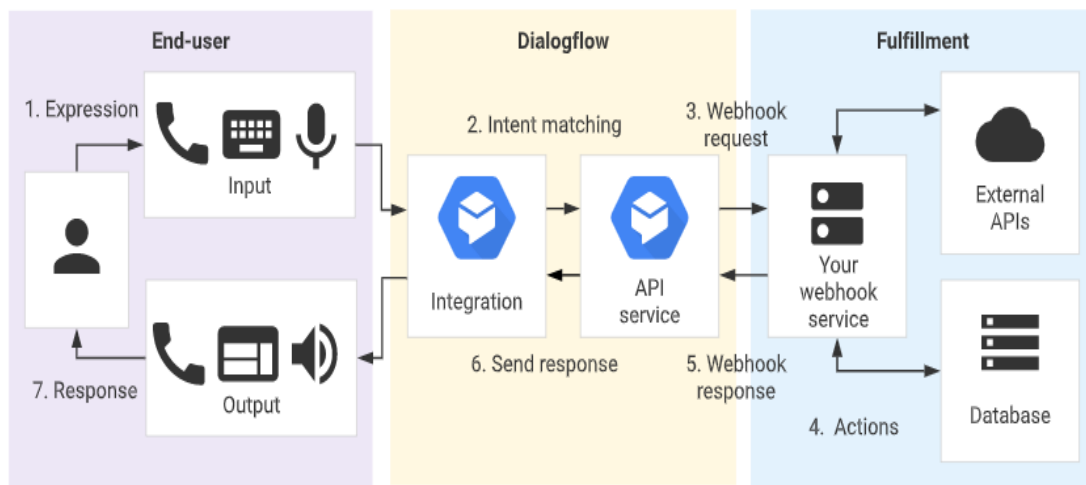 End-user
Dialogflow
Fulfillment
1. Expression
Input
2. Intent matching
3. Webhook
request
External
APIs
Integration
API
service
Your
webhook
service
7. Response
Output
6. Send response
5. Webhook
response
4. Actions
Database